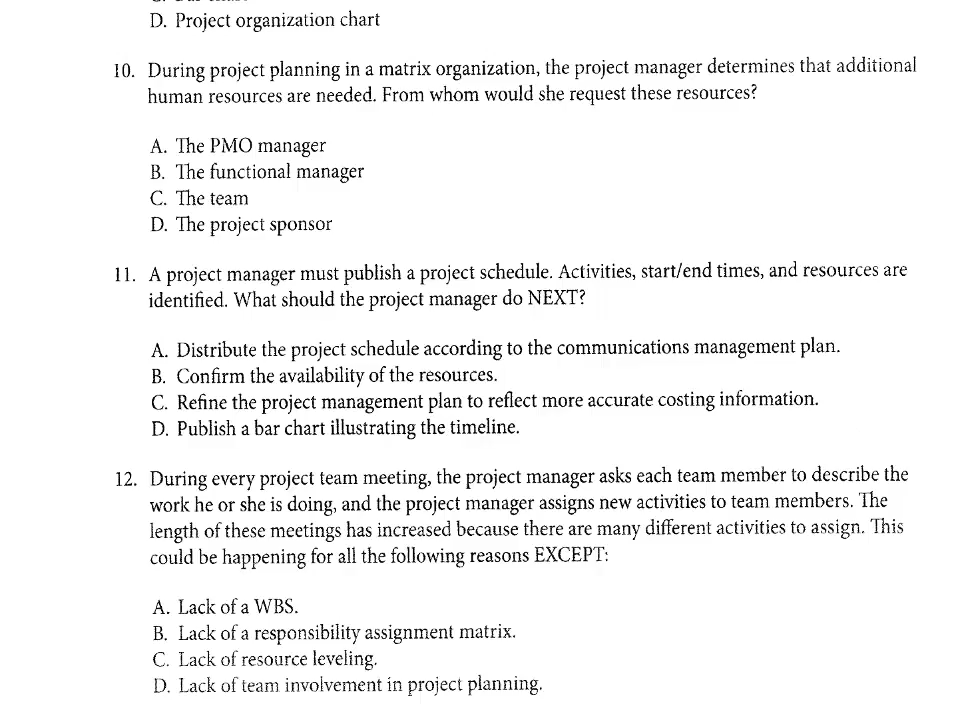 D. Project organization chart
10. During project planning in a matrix organization, the project manager determines that additional
human resources are needed. From whom would she request these resources?
A. The PMO manager
B. The functional manager
C. The team
D. The project sponsor
11. A project manager must publish a project schedule. Activities, start/end times, and resources are
identified. What should the project manager do NEXT?
A. Distribute the project schedule according to the communications management plan.
B. Confirm the availability of the resources.
C. Refine the project management plan to reflect more accurate costing information.
D. Publish a bar chart illustrating the timeline.
12. During every project team meeting, the project manager asks each team member to describe the
work he or she is doing, and the project manager assigns new activities to team members. The
length of these meetings has increased because there are many different activities to assign. This
could be happening for all the following reasons EXCEPT:
A. Lack of a WBS.
B. Lack of a responsibility assignment matrix.
C. Lack of resource leveling.
D. Lack of team involvement in project planning.